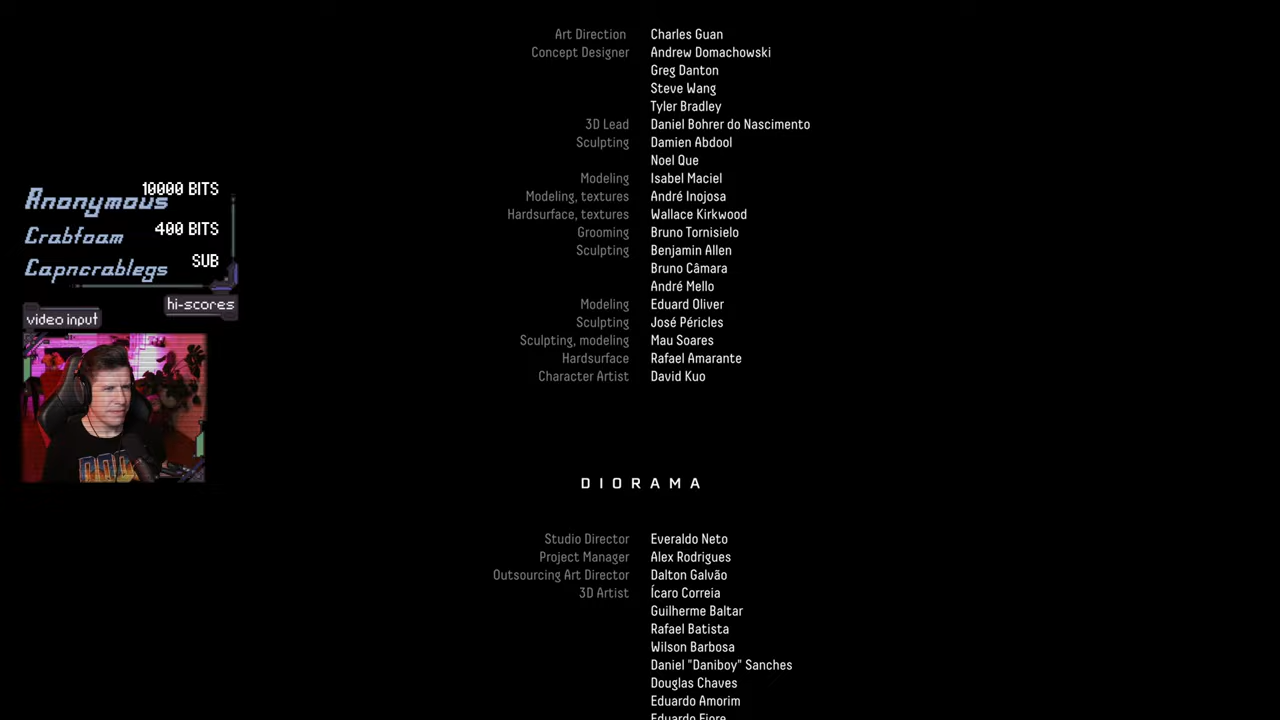 Art Direction Charles Guan
Concept Designer Andrew Domachowski
Greg Danton
Steve Wang
Tyler Bradley
3D Lead Daniel Bohrer do Nascimento
Sculpting Damien Abdool
Noel Que
Modeling Isabel Maciel
Modeling, textures André Inojosa
Hardsurface, textures Wallace Kirkwood
Grooming Bruno Tornisielo
Sculpting Benjamin Allen
Bruno Câmara
André Mello
Modeling Eduard Oliver
Sculpting José Péricles
Sculpting, modeling Mau Soares
Hardsurface Rafael Amarante
Character Artist David Kuo
DIORAMA
Studio Director Everaldo Neto
Project Manager Alex Rodrigues
Outsourcing Art Director Dalton Galvão
3D Artist Ícaro Correia
Guilherme Baltar
Rafael Batista
Wilson Barbosa
Daniel "Daniboy" Sanches
Douglas Chaves
Eduardo Amorim
Eduardo Fiore
Anonymous 10000 BITS
Crabfoam 400 BITS
Capncrablegs SUB
hi-scores
video input